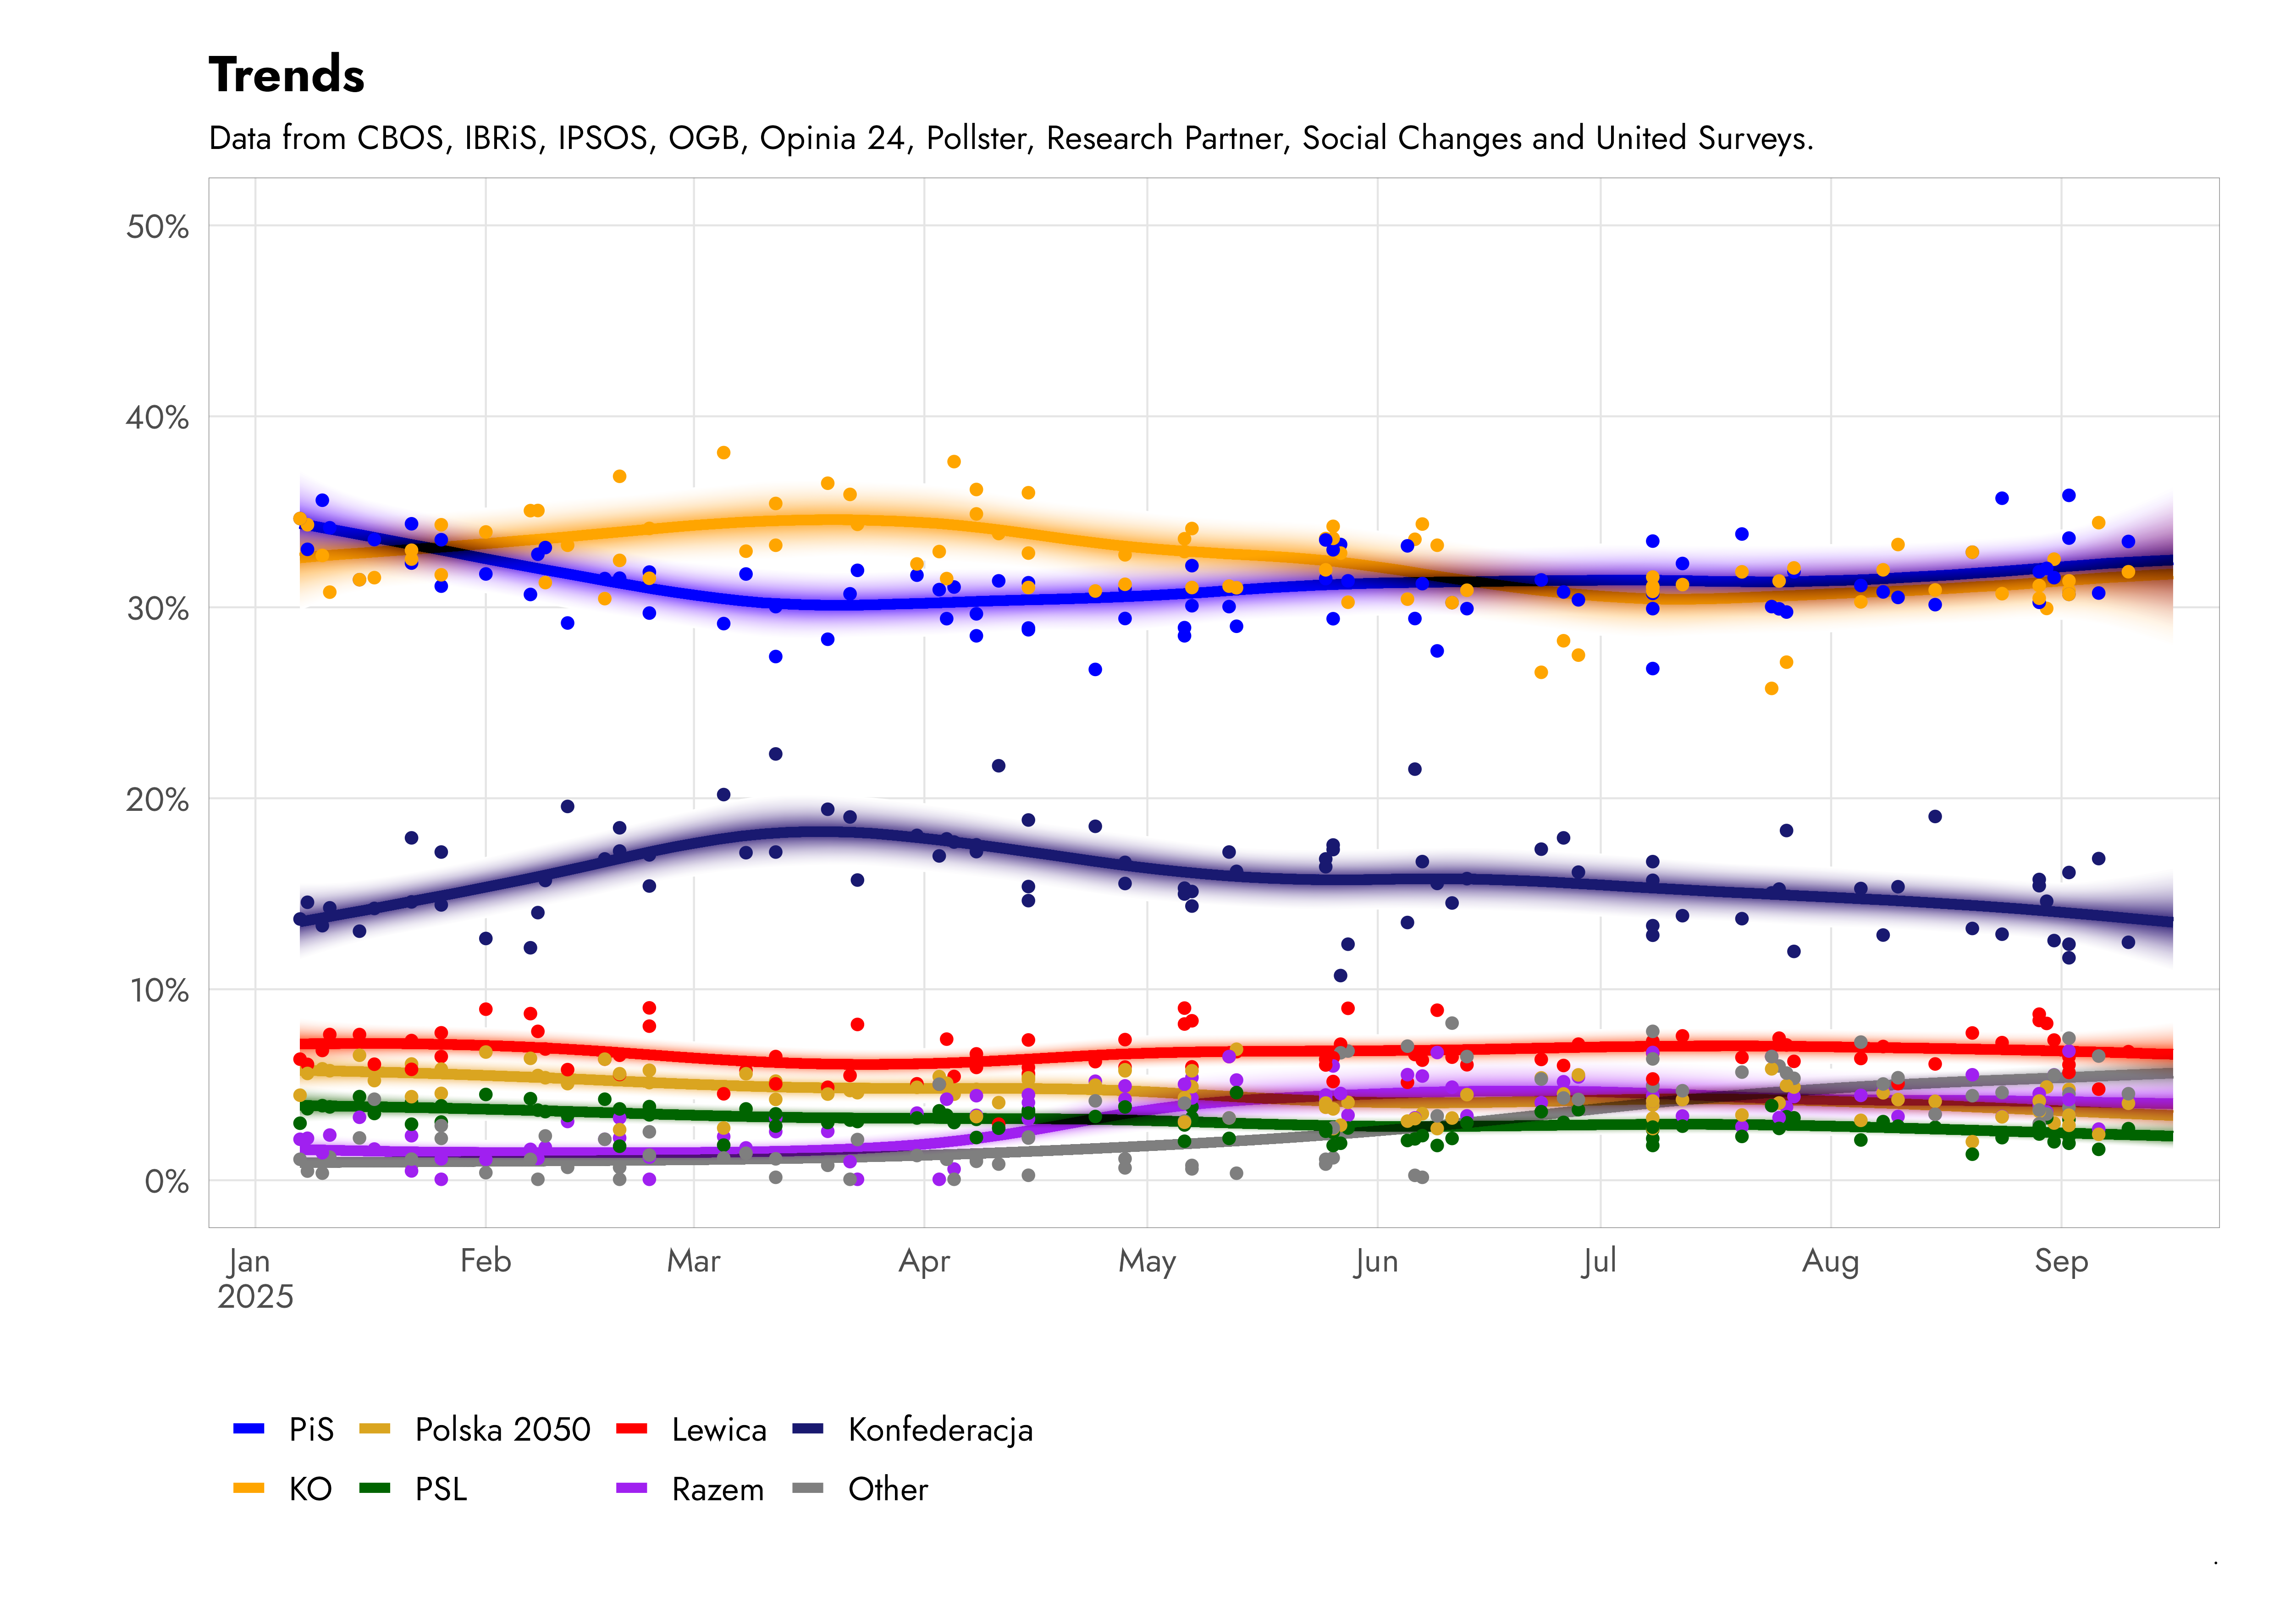 Trends
Data from CBOS, IBRiS, IPSOS, OGB, Opinia 24, Pollster, Research Partner, Social Changes and United Surveys.
50%
40%
30%
20%
10%
0%
Jan Feb Mar Apr May Jun Jul Aug Sep
2025
PiS Polska 2050 Lewica Konfederacja
KO PSL Razem Other
.